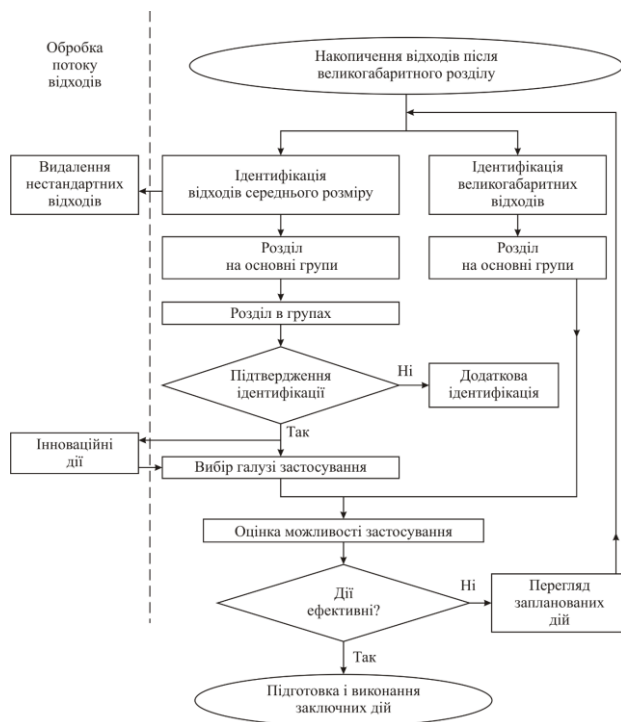 Обробка
потоку
відходів
Накопичення відходів після
великогабаритного розділу
Видалення
нестандартних
відходів
Ідентифікація
відходів середнього розміру
Ідентифікація
великогабаритних
відходів
Розділ
на основні групи
Розділ
на основні групи
Розділ в групах
Підтвердження
ідентифікації
Ні
Додаткова
ідентифікація
Так
Інноваційні
дії
Вибір галузі застосування
Оцінка можливості застосування
Дії
ефективні?
Ні
Перегляд
запланованих
дій
Так
Підготовка і виконання
заключних дій